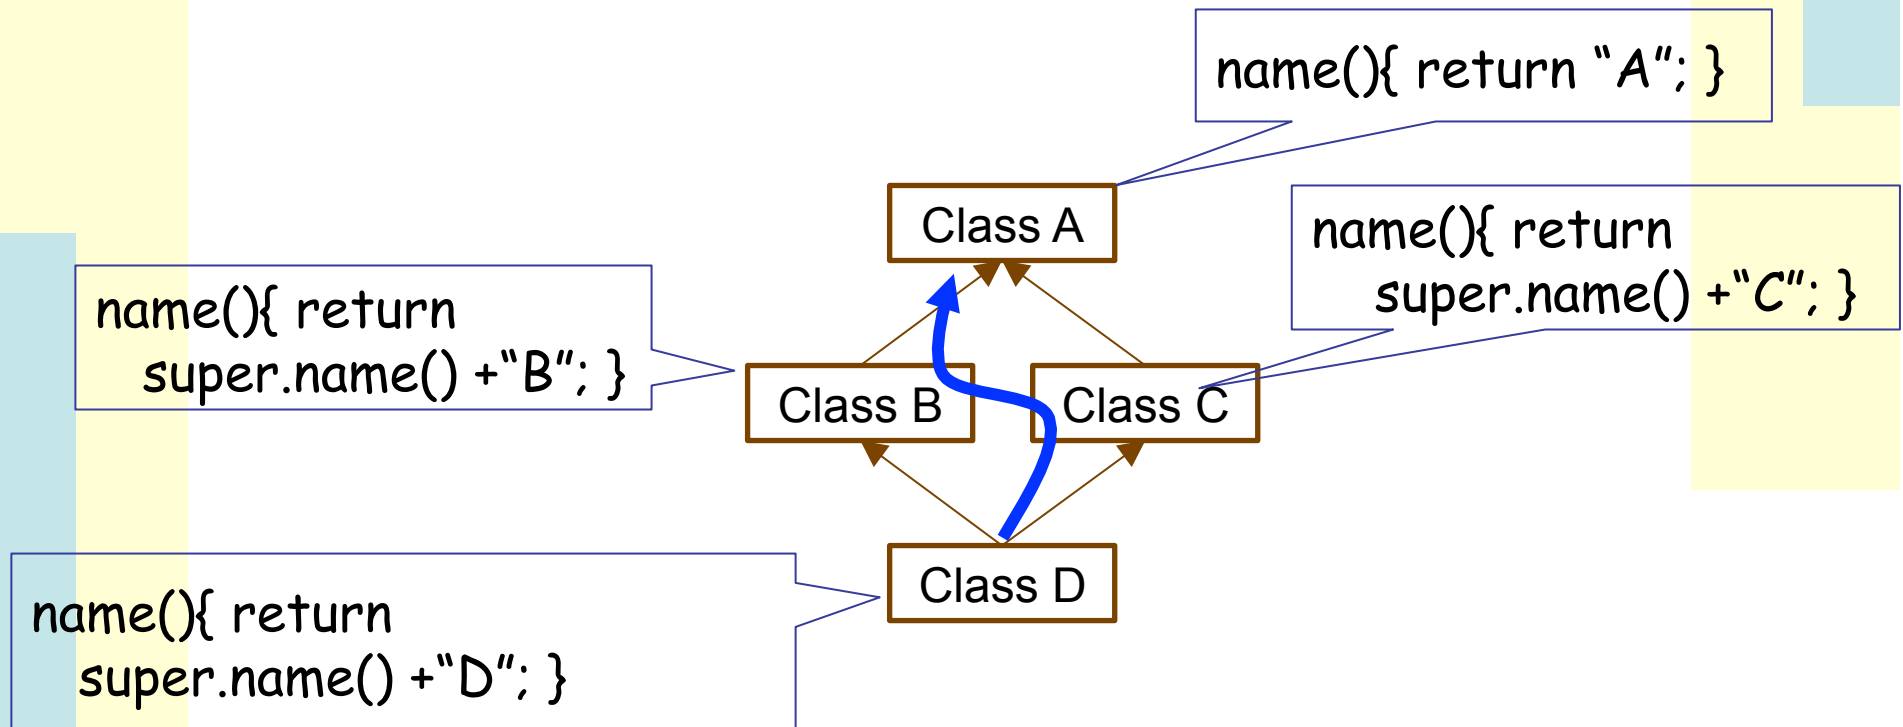 name(){ return “A”; }
Class A
name(){ return
super.name() +“C”; }
name(){ return
super.name() +“B”; }
Class B
Class C
Class D
name(){ return
super.name() +“D”; }